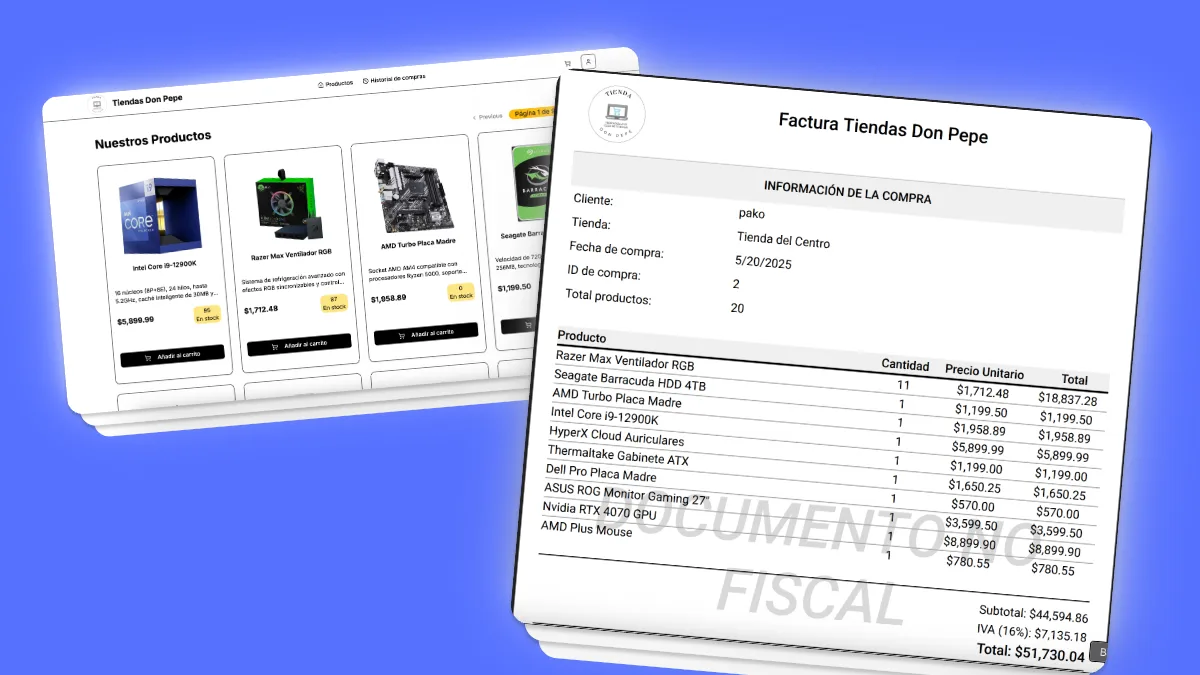 Tiendas Don Pepe
Productos
Historial de compras
Nuestros Productos
Previous
Página 1 de
Intel Core i9-12900K
16 núcleos (8P+8E), 24 hilos, hasta
5.2GHz, caché inteligente de 30MB y...
$5,899.99
95
En stock
Añadir al carrito
Razer Max Ventilador RGB
Sistema de refrigeración avanzado con
efectos RGB sincronizables y control...
$1,712.48
87
En stock
Añadir al carrito
AMD Turbo Placa Madre
Socket AMD AM4 compatible con
procesadores Ryzen 5000, soporte...
$1,958.89
0
En stock
Añadir al carrito
Seagate Barra
Velocidad de 720
256MB, tecnolog
$1,199.50
CORE
i9
TIENDA
DON PEPE
Factura Tiendas Don Pepe
INFORMACIÓN DE LA COMPRA
Cliente: pako
Tienda: Tienda del Centro
Fecha de compra: 5/20/2025
ID de compra: 2
Total productos: 20
Producto Cantidad Precio Unitario Total
Razer Max Ventilador RGB 11 $1,712.48 $18,837.28
Seagate Barracuda HDD 4TB 1 $1,199.50 $1,199.50
AMD Turbo Placa Madre 1 $1,958.89 $1,958.89
Intel Core i9-12900K 1 $5,899.99 $5,899.99
HyperX Cloud Auriculares 1 $1,199.00 $1,199.00
Thermaltake Gabinete ATX 1 $1,650.25 $1,650.25
Dell Pro Placa Madre 1 $570.00 $570.00
ASUS ROG Monitor Gaming 27" 1 $3,599.50 $3,599.50
Nvidia RTX 4070 GPU 1 $8,899.90 $8,899.90
AMD Plus Mouse 1 $780.55 $780.55
DOCUMENTO NO
FISCAL
Subtotal: $44,594.86
IVA (16%): $7,135.18
Total: $51,730.04
B